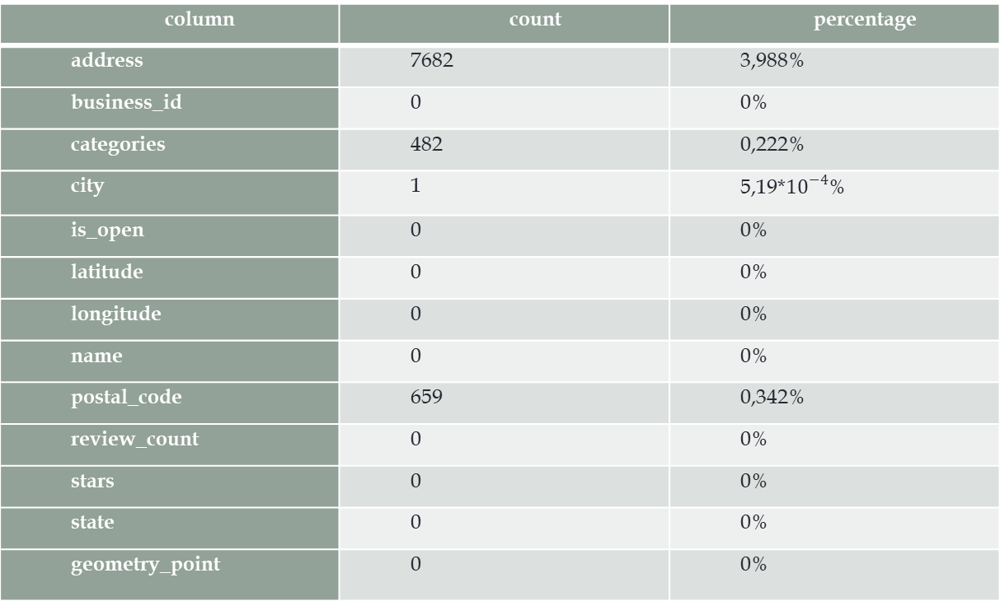 column count percentage
address 7682 3,988%
business_id 0 0%
categories 482 0,222%
city 1 5,19*10⁻⁴%
is_open 0 0%
latitude 0 0%
longitude 0 0%
name 0 0%
postal_code 659 0,342%
review_count 0 0%
stars 0 0%
state 0 0%
geometry_point 0 0%